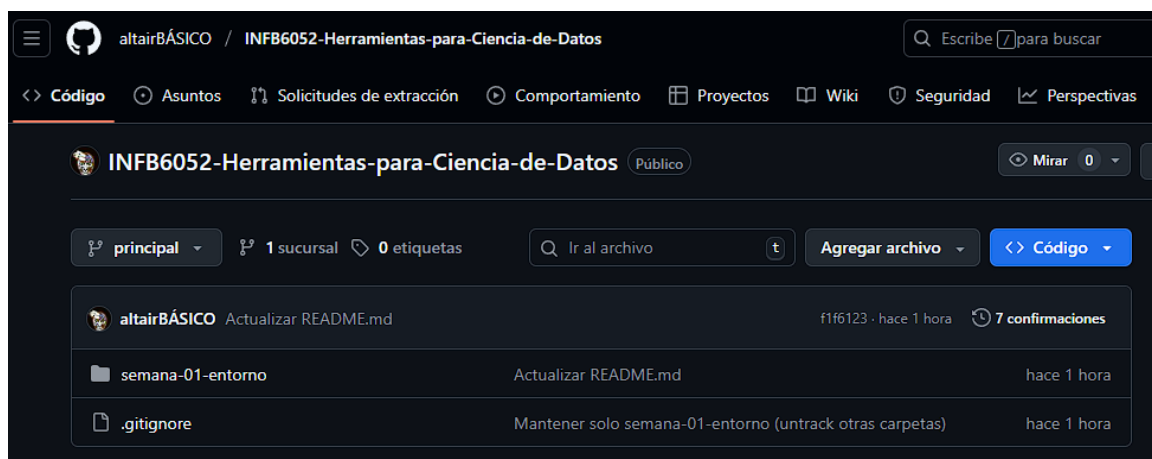 altairBÁSICO / INFB6052-Herramientas-para-Ciencia-de-Datos Escribe / para buscar
<> Código Asuntos Solicitudes de extracción Comportamiento Proyectos Wiki Seguridad Perspectivas
INFB6052-Herramientas-para-Ciencia-de-Datos Público Mirar 0
principal 1 sucursal 0 etiquetas Ir al archivo t Agregar archivo <> Código
altairBÁSICO Actualizar README.md f1f6123 · hace 1 hora 7 confirmaciones
semana-01-entorno Actualizar README.md hace 1 hora
.gitignore Mantener solo semana-01-entorno (untrack otras carpetas) hace 1 hora